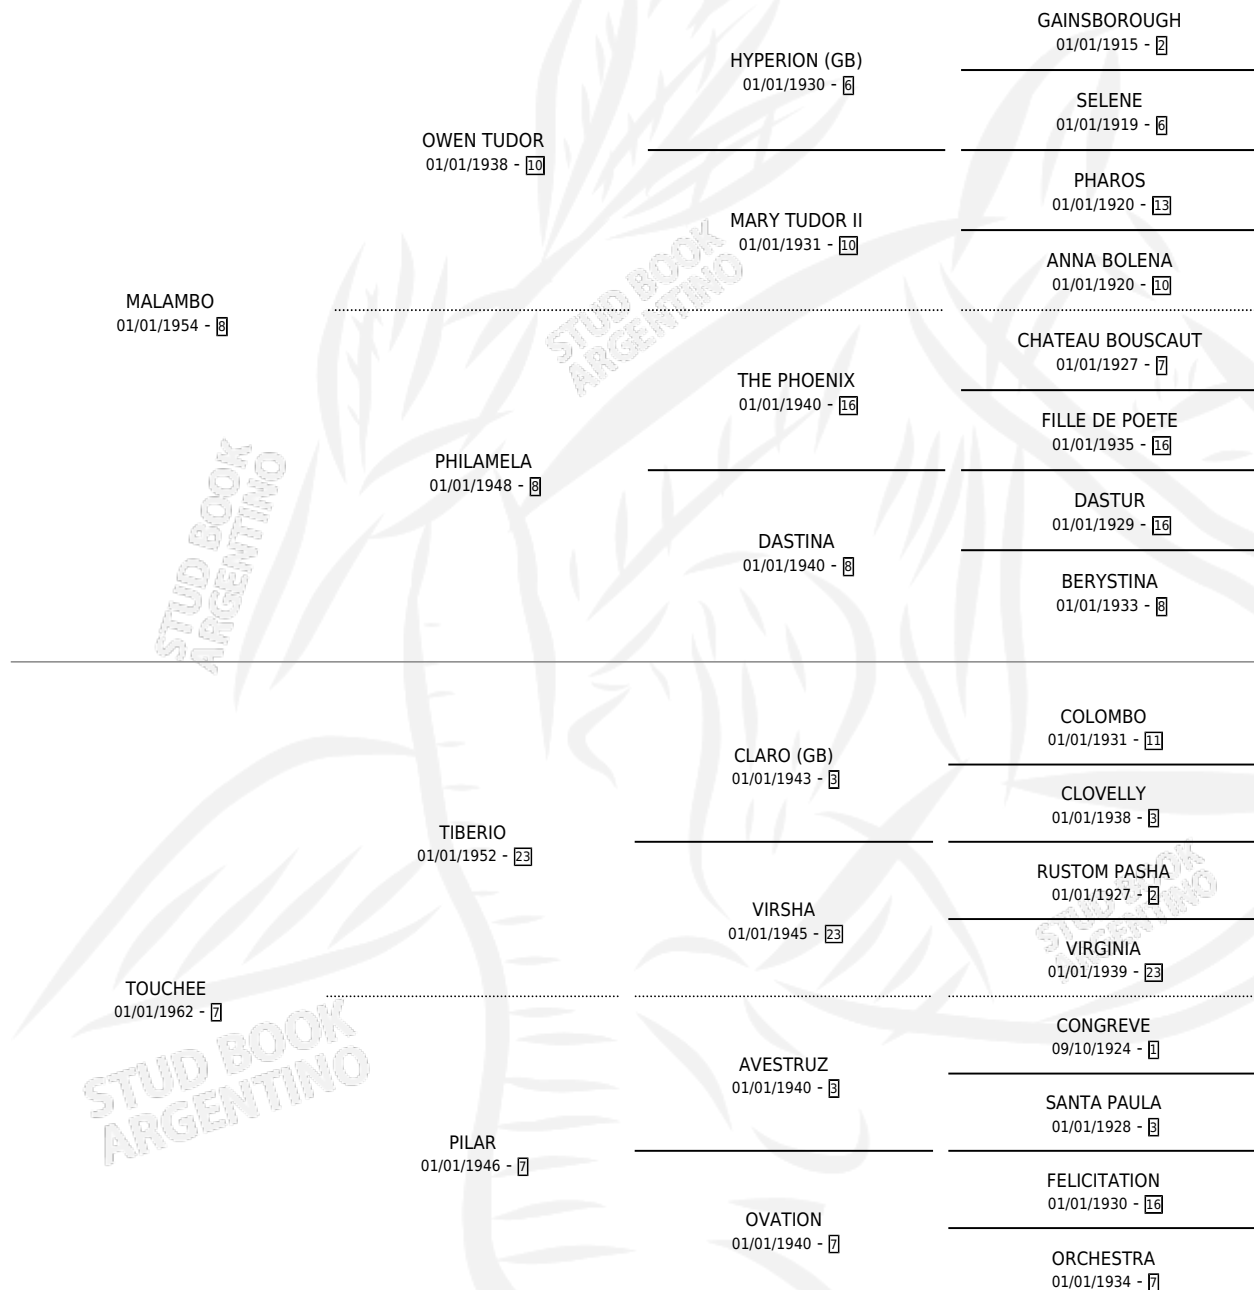 GAINSBOROUGH
01/01/1915 - 2
HYPERION (GB)
01/01/1930 - 6
SELENE
01/01/1919 - 6
OWEN TUDOR
01/01/1938 - 10
PHAROS
01/01/1920 - 13
MARY TUDOR II
01/01/1931 - 10
ANNA BOLENA
01/01/1920 - 10
MALAMBO
01/01/1954 - 8
CHATEAU BOUSCAUT
01/01/1927 - 7
THE PHOENIX
01/01/1940 - 16
FILLE DE POETE
01/01/1935 - 16
PHILAMELA
01/01/1948 - 8
DASTUR
01/01/1929 - 16
DASTINA
01/01/1940 - 8
BERYSTINA
01/01/1933 - 8
COLOMBO
01/01/1931 - 11
CLARO (GB)
01/01/1943 - 3
CLOVELLY
01/01/1938 - 3
TIBERIO
01/01/1952 - 23
RUSTOM PASHA
01/01/1927 - 2
VIRSHA
01/01/1945 - 23
VIRGINIA
01/01/1939 - 23
TOUCHEE
01/01/1962 - 7
CONGREVE
09/10/1924 - 1
AVESTRUZ
01/01/1940 - 3
SANTA PAULA
01/01/1928 - 3
PILAR
01/01/1946 - 7
FELICITATION
01/01/1930 - 16
OVATION
01/01/1940 - 7
ORCHESTRA
01/01/1934 - 7
STUD BOOK
ARGENTINO
STUD BOOK
ARGENTINO
STUD BOOK
ARGENTINO
STUD BOOK
ARGENTINO